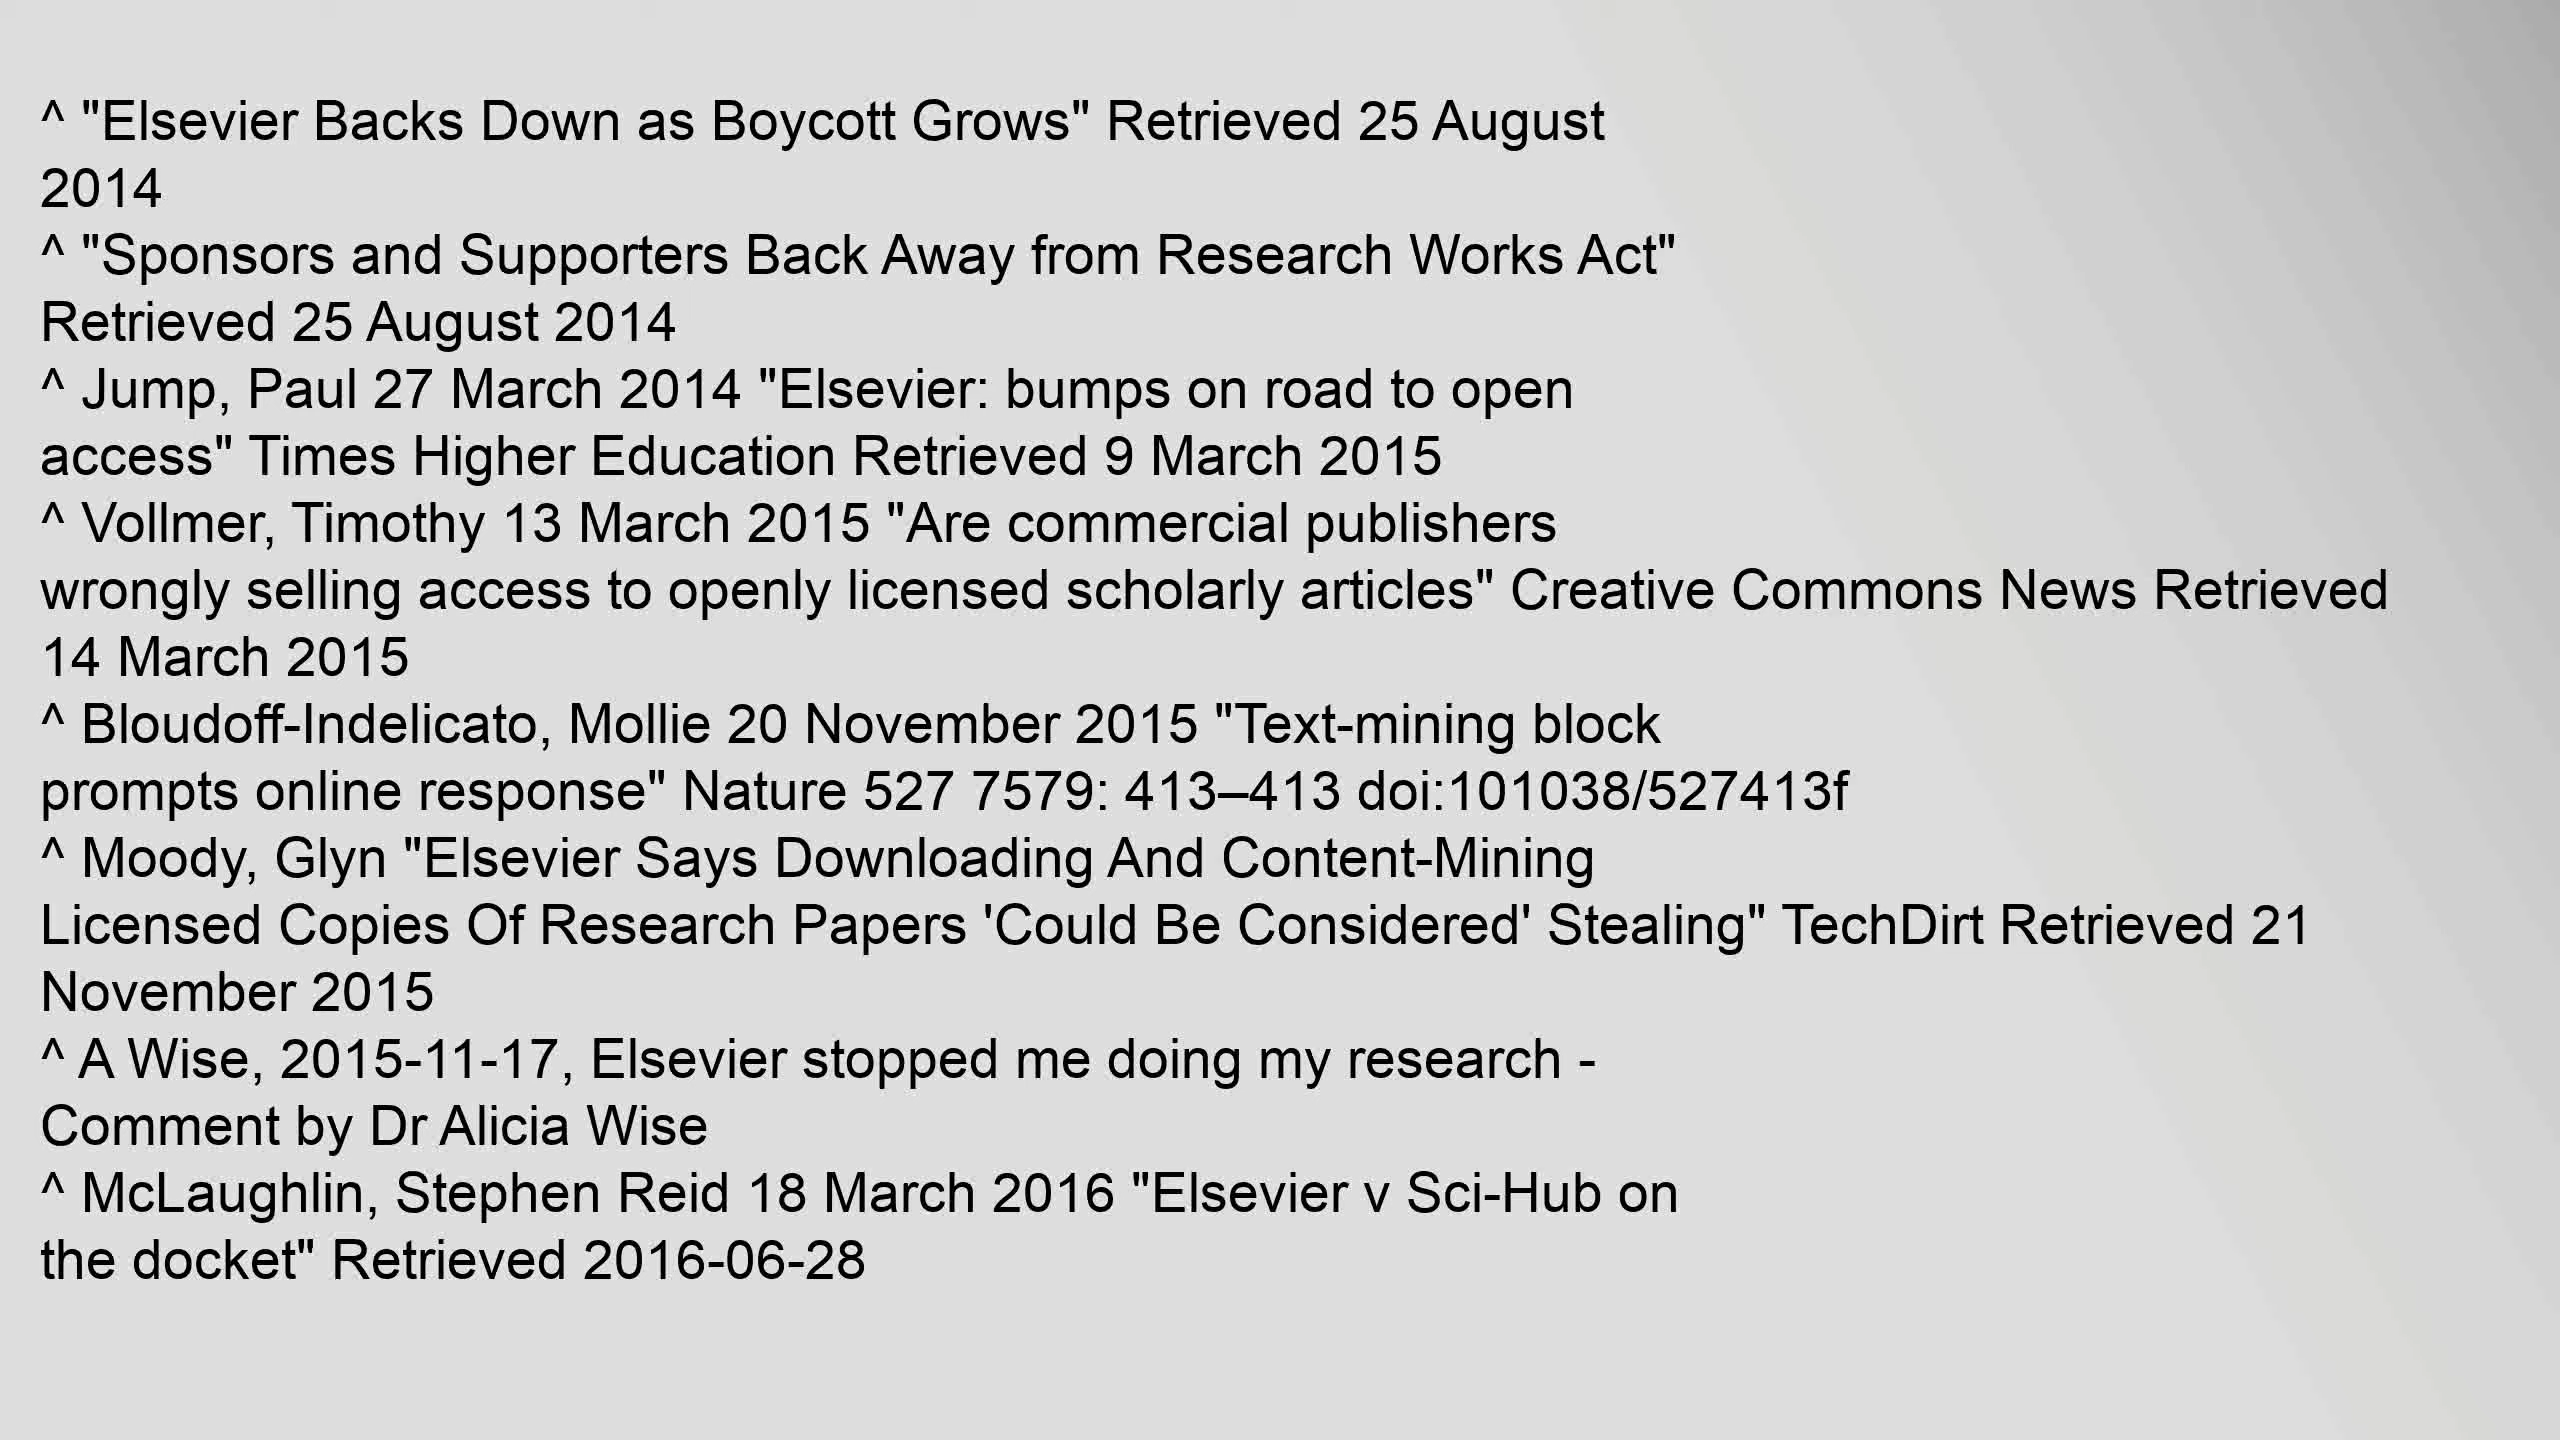 ^ "Elsevier Backs Down as Boycott Grows" Retrieved 25 August
2014
^ "Sponsors and Supporters Back Away from Research Works Act"
Retrieved 25 August 2014
^ Jump, Paul 27 March 2014 "Elsevier: bumps on road to open
access" Times Higher Education Retrieved 9 March 2015
^ Vollmer, Timothy 13 March 2015 "Are commercial publishers
wrongly selling access to openly licensed scholarly articles" Creative Commons News Retrieved
14 March 2015
^ Bloudoff-Indelicato, Mollie 20 November 2015 "Text-mining block
prompts online response" Nature 527 7579: 413–413 doi:101038/527413f
^ Moody, Glyn "Elsevier Says Downloading And Content-Mining
Licensed Copies Of Research Papers 'Could Be Considered' Stealing" TechDirt Retrieved 21
November 2015
^ A Wise, 2015-11-17, Elsevier stopped me doing my research -
Comment by Dr Alicia Wise
^ McLaughlin, Stephen Reid 18 March 2016 "Elsevier v Sci-Hub on
the docket" Retrieved 2016-06-28